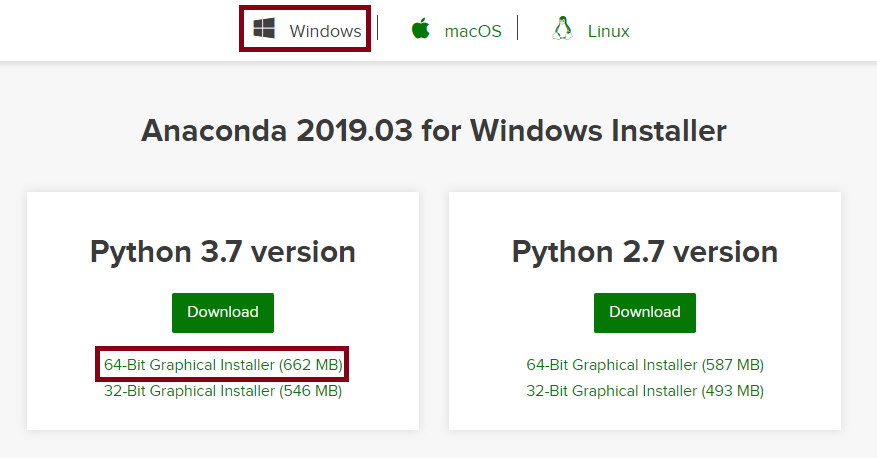 Windows
macOS
Linux
Anaconda 2019.03 for Windows Installer
Python 3.7 version
Download
64-Bit Graphical Installer (662 MB)
32-Bit Graphical Installer (546 MB)
Python 2.7 version
Download
64-Bit Graphical Installer (587 MB)
32-Bit Graphical Installer (493 MB)